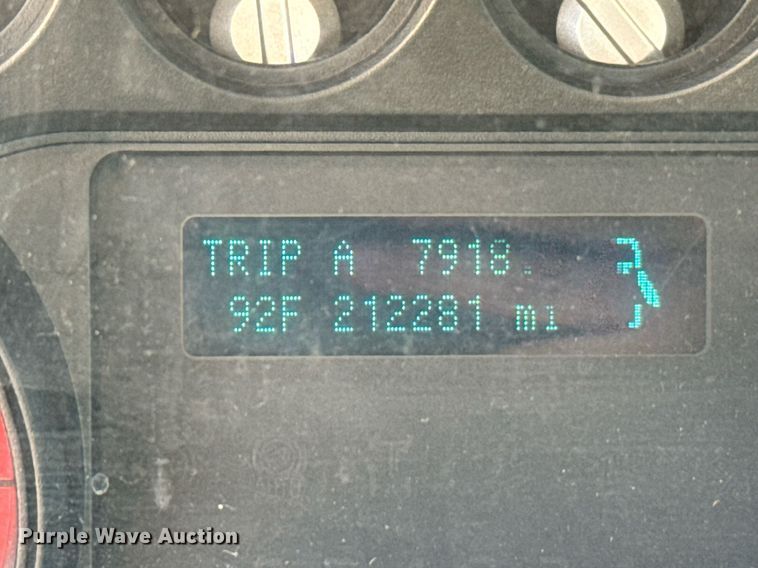 TRIP A 7918.
92F 212281 mi
Purple Wave Auction